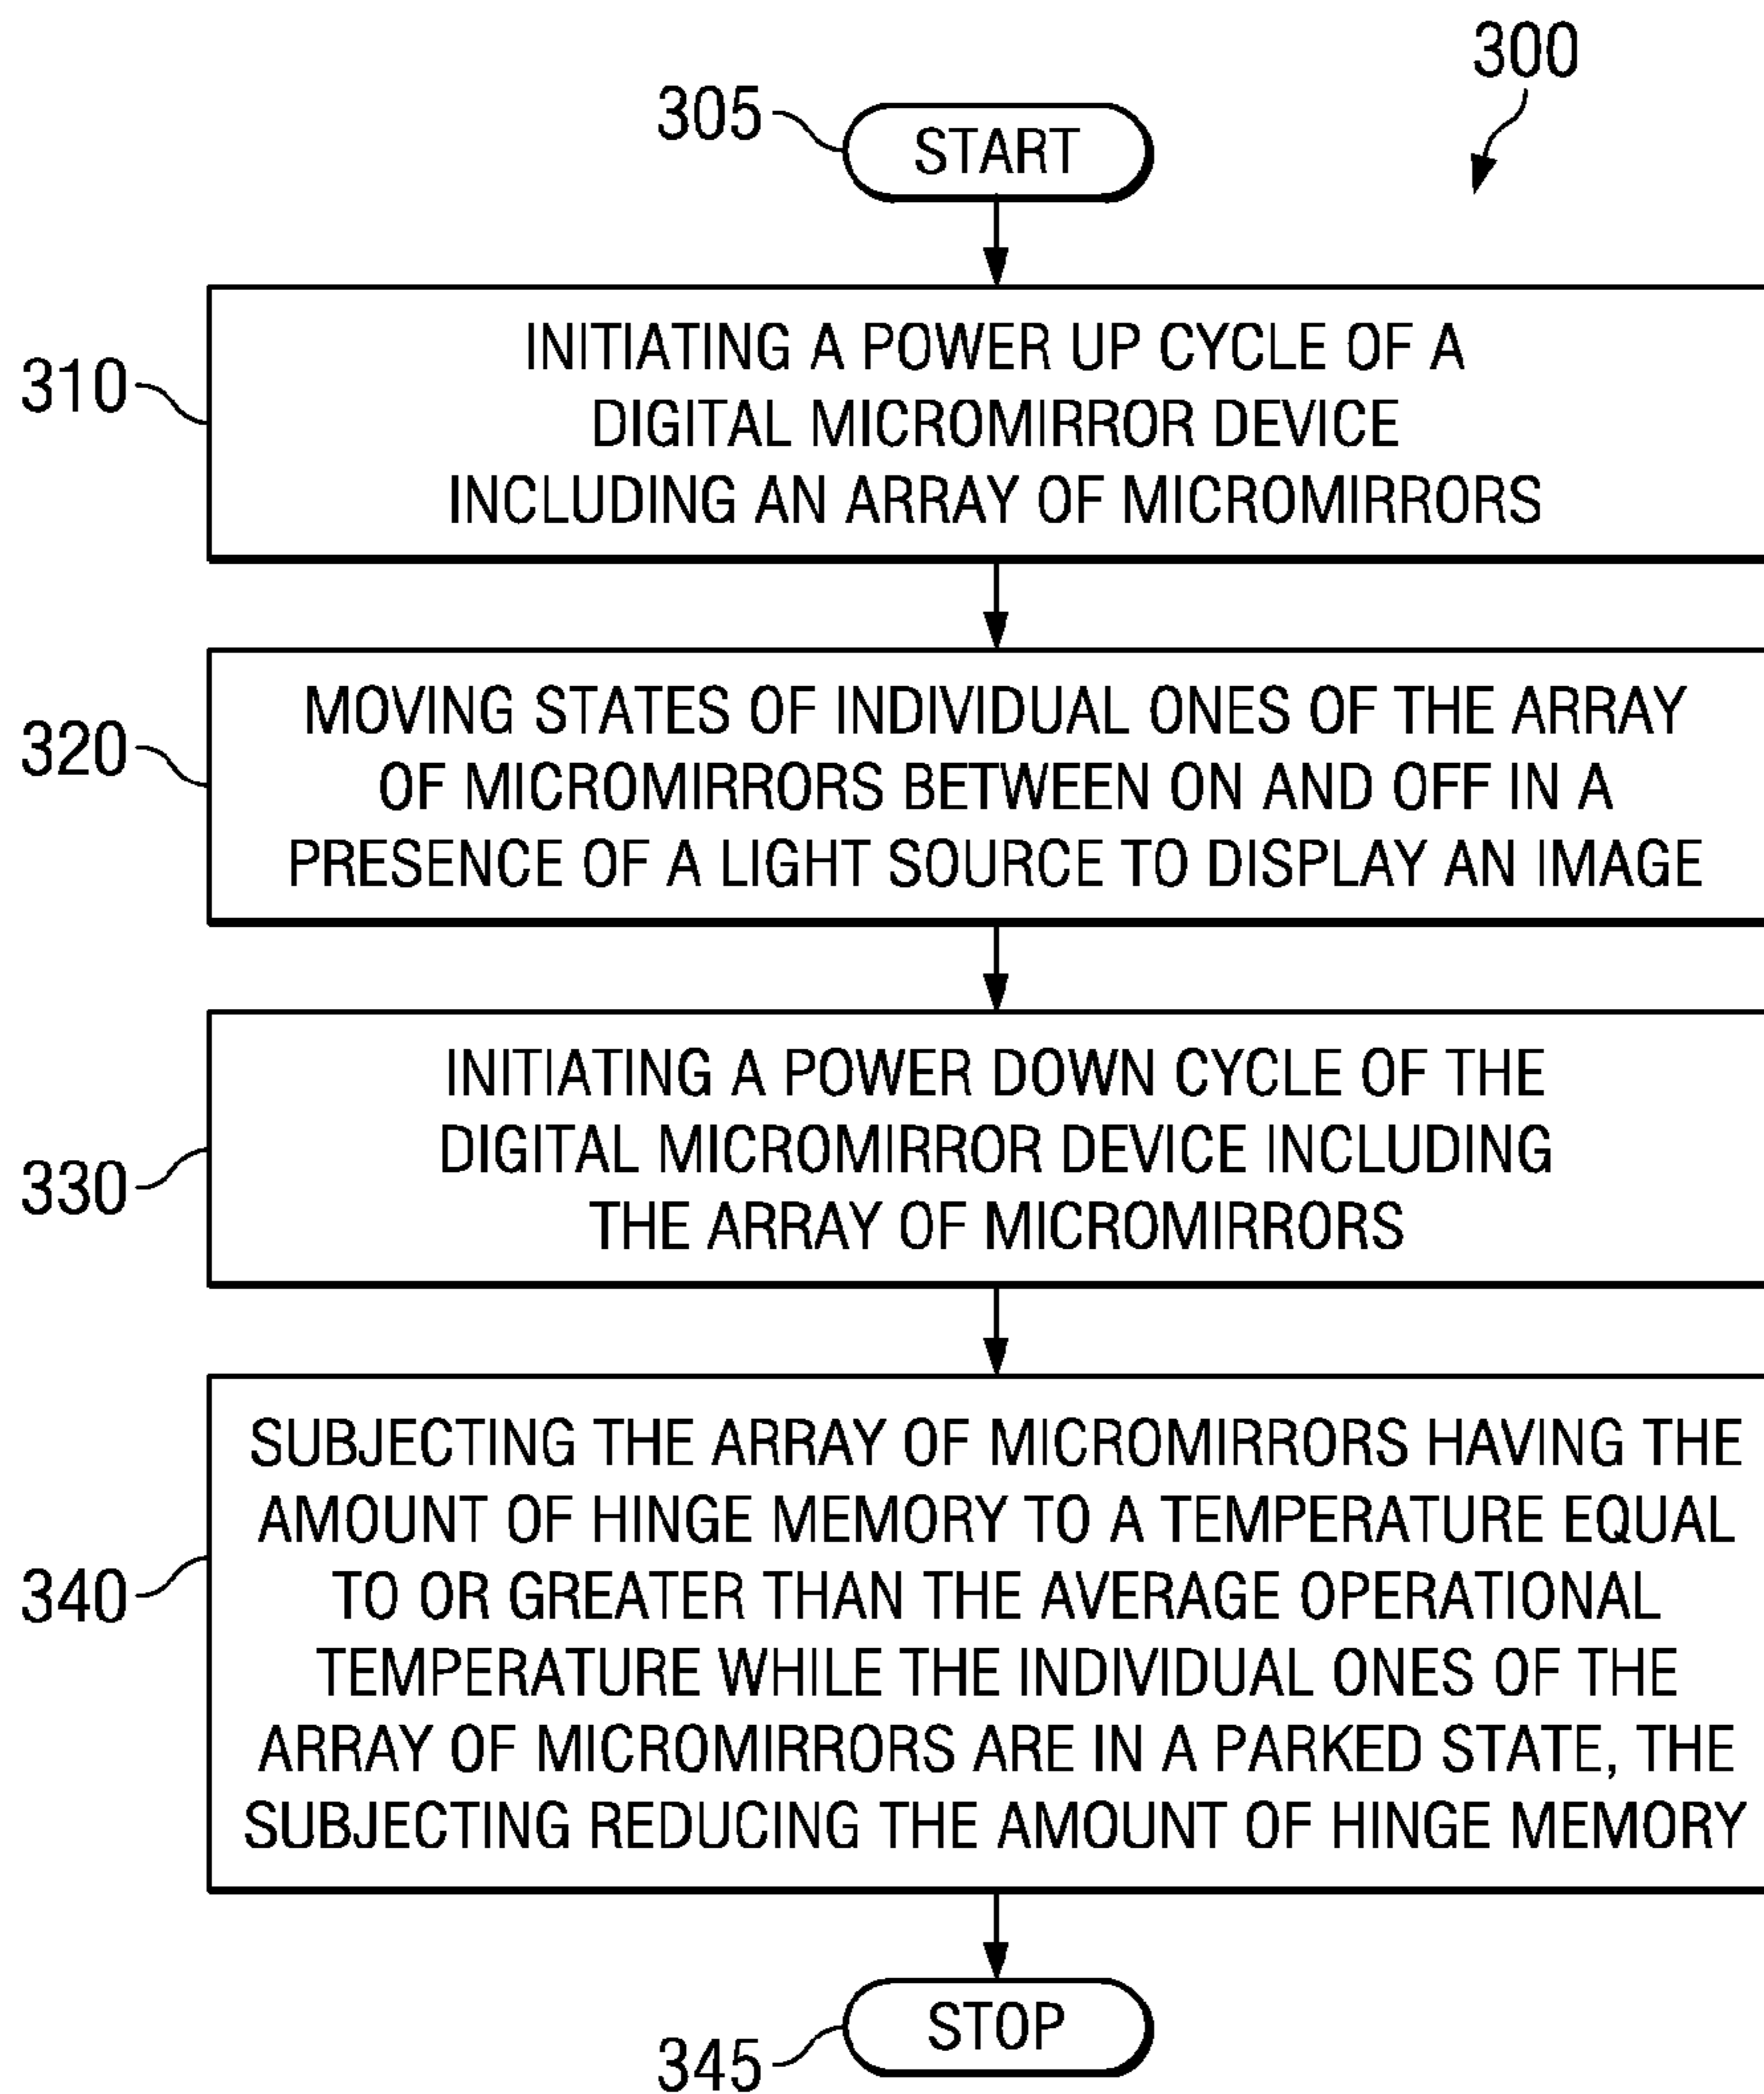 300
305
START
310
INITIATING A POWER UP CYCLE OF A
DIGITAL MICROMIRROR DEVICE
INCLUDING AN ARRAY OF MICROMIRRORS
320
MOVING STATES OF INDIVIDUAL ONES OF THE ARRAY
OF MICROMIRRORS BETWEEN ON AND OFF IN A
PRESENCE OF A LIGHT SOURCE TO DISPLAY AN IMAGE
330
INITIATING A POWER DOWN CYCLE OF THE
DIGITAL MICROMIRROR DEVICE INCLUDING
THE ARRAY OF MICROMIRRORS
340
SUBJECTING THE ARRAY OF MICROMIRRORS HAVING THE
AMOUNT OF HINGE MEMORY TO A TEMPERATURE EQUAL
TO OR GREATER THAN THE AVERAGE OPERATIONAL
TEMPERATURE WHILE THE INDIVIDUAL ONES OF THE
ARRAY OF MICROMIRRORS ARE IN A PARKED STATE, THE
SUBJECTING REDUCING THE AMOUNT OF HINGE MEMORY
STOP
345